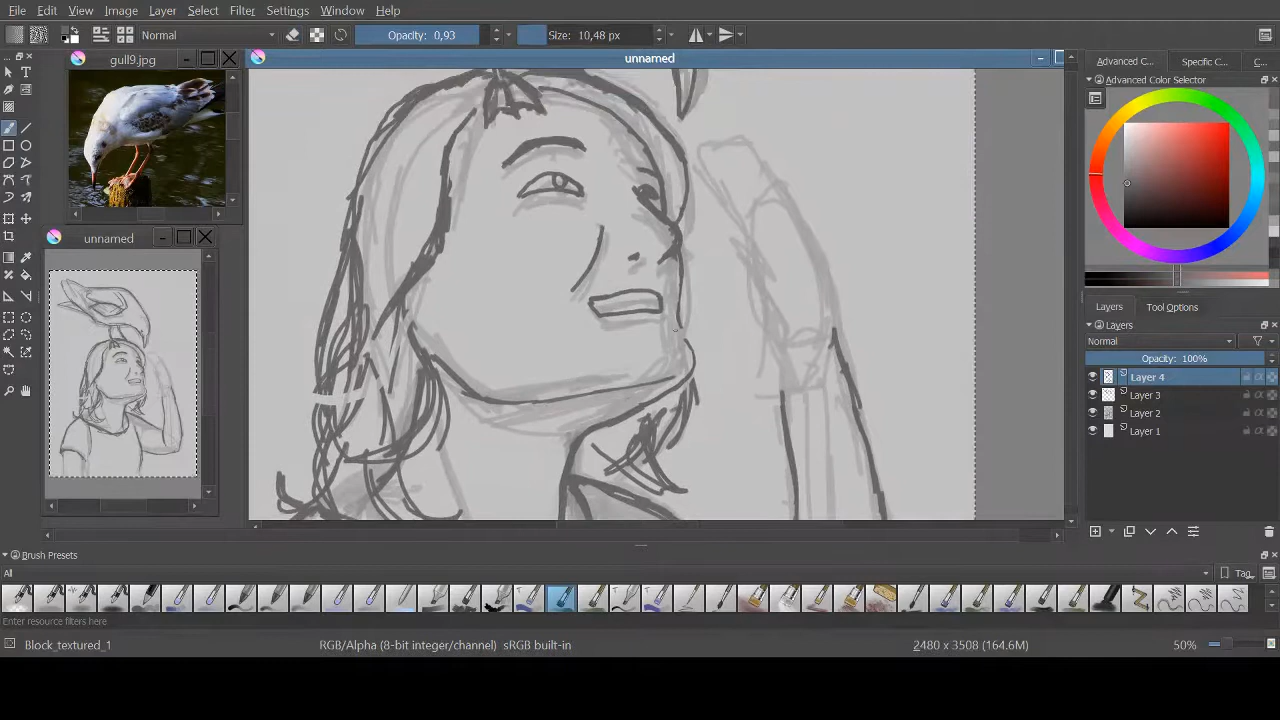 File Edit View Image Layer Select Filter Settings Window Help
Normal Opacity: 0,93 Size: 10,48 px
gull9.jpg
unnamed
Advanced C... Specific C... C...
Advanced Color Selector
unnamed
Layers Tool Options
Layers
Normal
Opacity: 100%
Layer 4
Layer 3
Layer 2
Layer 1
Brush Presets
All Tag
Enter resource filters here
Block_textured_1 RGB/Alpha (8-bit integer/channel) sRGB built-in 2480 x 3508 (164.6M) 50%